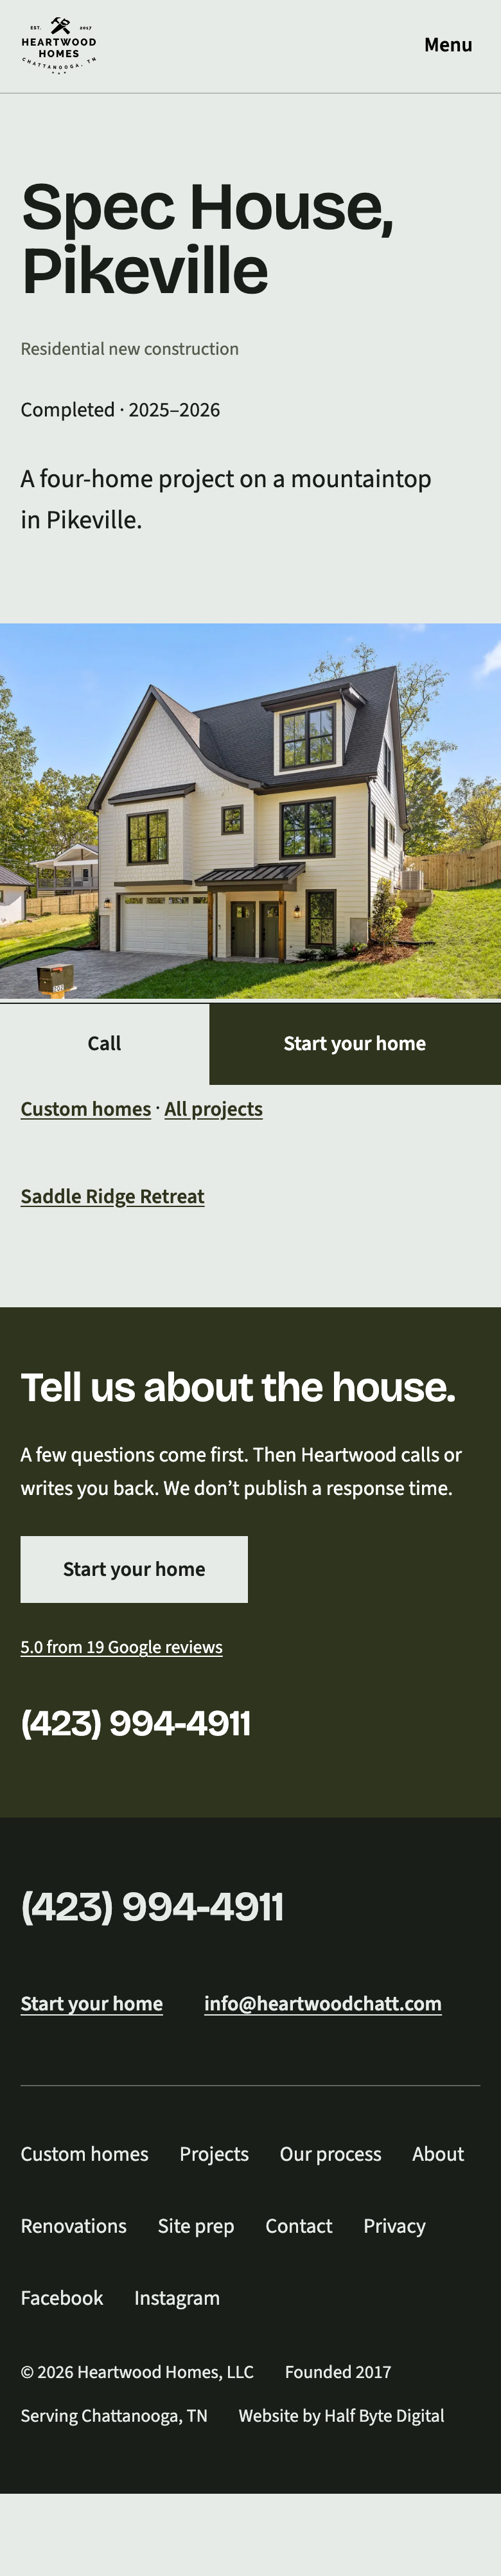 EST. 2017
HEARTWOOD
HOMES
CHATTANOOGA, TN
Menu
Spec House,
Pikeville
Residential new construction
Completed · 2025–2026
A four-home project on a mountaintop
in Pikeville.
202
Call
Start your home
Custom homes · All projects
Saddle Ridge Retreat
Tell us about the house.
A few questions come first. Then Heartwood calls or
writes you back. We don’t publish a response time.
Start your home
5.0 from 19 Google reviews
(423) 994-4911
(423) 994-4911
Start your home info@heartwoodchatt.com
Custom homes Projects Our process About
Renovations Site prep Contact Privacy
Facebook Instagram
© 2026 Heartwood Homes, LLC Founded 2017
Serving Chattanooga, TN Website by Half Byte Digital